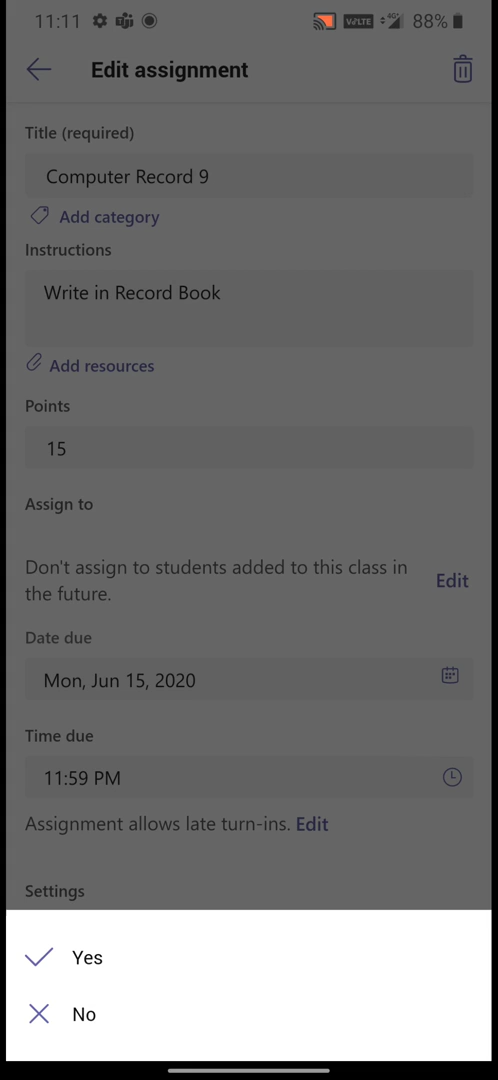 11:11 VoLTE 4G 88%
Edit assignment
Title (required)
Computer Record 9
Add category
Instructions
Write in Record Book
Add resources
Points
15
Assign to
Don't assign to students added to this class in
the future.
Edit
Date due
Mon, Jun 15, 2020
Time due
11:59 PM
Assignment allows late turn-ins. Edit
Settings
Yes
No